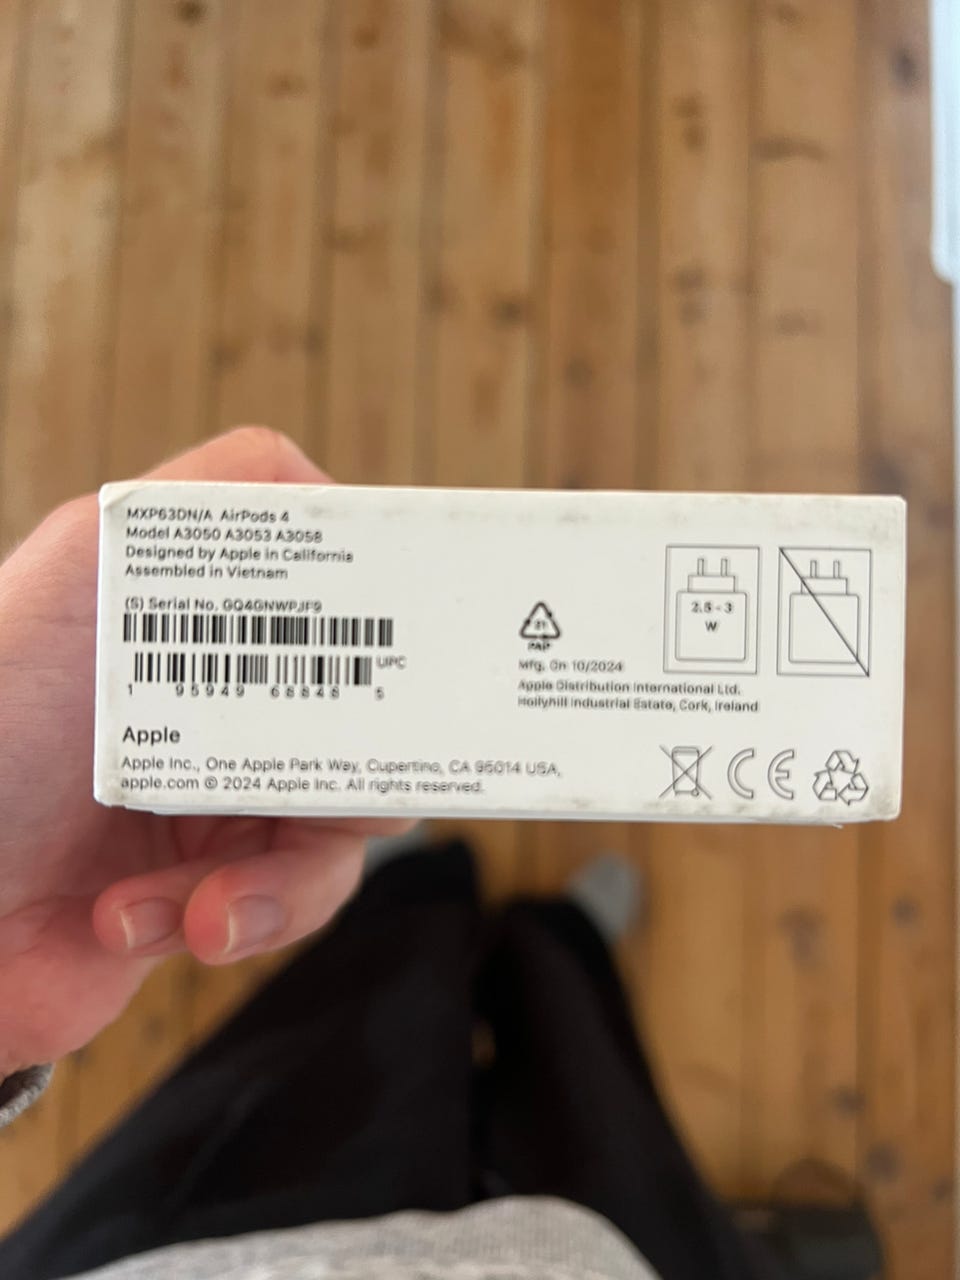 MXP63DN/A AirPods 4
Model A3050 A3053 A3058
Designed by Apple in California
Assembled in Vietnam
(S) Serial No. GQ4GNWPJF9
UPC
1 95949 68848 5
Apple
Apple Inc., One Apple Park Way, Cupertino, CA 95014 USA.
apple.com © 2024 Apple Inc. All rights reserved.
21
PAP
Mfg. On 10/2024
Apple Distribution International Ltd.
Hollyhill Industrial Estate, Cork, Ireland
2.5 - 3
W
CE